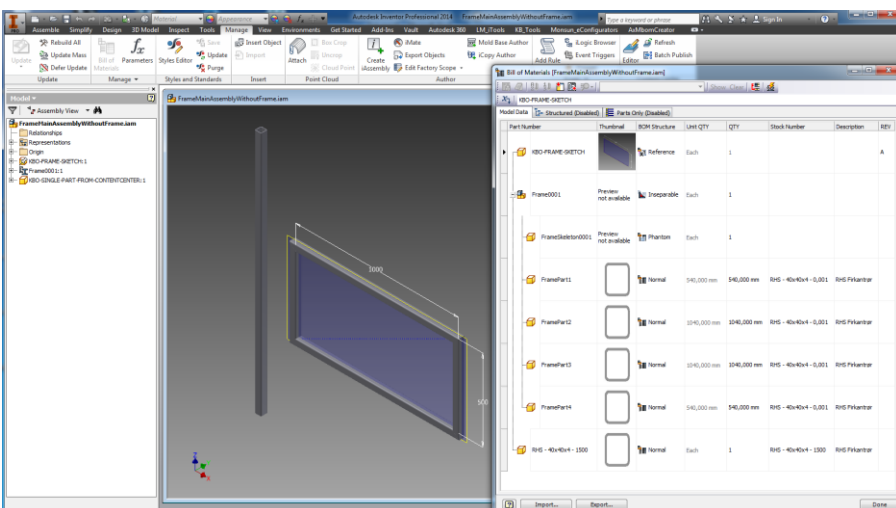 Material
Appearance
Autodesk Inventor Professional 2014 FrameMainAssemblyWithoutFrame.iam
Type a keyword or phrase
Sign In
Assemble Simplify Design 3D Model Inspect Tools Manage View Environments Get Started Add-Ins Vault Autodesk 360 LM_iTools KB_Tools Monsun_eConfigurators AxMbornCreator
Update
Rebuild All
Update Mass
Defer Update
Bill of Materials
Parameters
Styles Editor
Save
Update
Purge
Insert Object
Import
Attach
Box Crop
Uncrop
Cloud Point
Create iAssembly
iMate
Export Objects
Edit Factory Scope
Mold Base Author
iCopy Author
Add Rule
iLogic Browser
Event Triggers
Editor
Refresh
Batch Publish
Update Manage Styles and Standards Insert Point Cloud Author
Model
Assembly View
FrameMainAssemblyWithoutFrame.iam
Relationships
Representations
Origin
KBO-FRAME-SKETCH:1
Frame0001:1
KBO-SINGLE-PART-FROM-CONTENTCENTER:1
FrameMainAssemblyWithoutFrame.iam
1000
500
Z
X
Bill of Materials [FrameMainAssemblyWithoutFrame.iam]
KBO-FRAME-SKETCH
Model Data Structured (Disabled) Parts Only (Disabled)
Part Number Thumbnail BOM Structure Unit QTY QTY Stock Number Description REV
KBO-FRAME-SKETCH Reference Each 1 A
Frame0001 Preview not available Inseparable Each 1
FrameSkeleton0001 Preview not available Phantom Each 1
FramePart1 Normal 540,000 mm 540,000 mm RHS - 40x40x4 - 0,001 RHS Firkantrør
FramePart2 Normal 1040,000 mm 1040,000 mm RHS - 40x40x4 - 0,001 RHS Firkantrør
FramePart3 Normal 1040,000 mm 1040,000 mm RHS - 40x40x4 - 0,001 RHS Firkantrør
FramePart4 Normal 540,000 mm 540,000 mm RHS - 40x40x4 - 0,001 RHS Firkantrør
RHS - 40x40x4 - 1500 Normal Each 1 RHS - 40x40x4 - 1500 RHS Firkantrør
Import... Export... Done